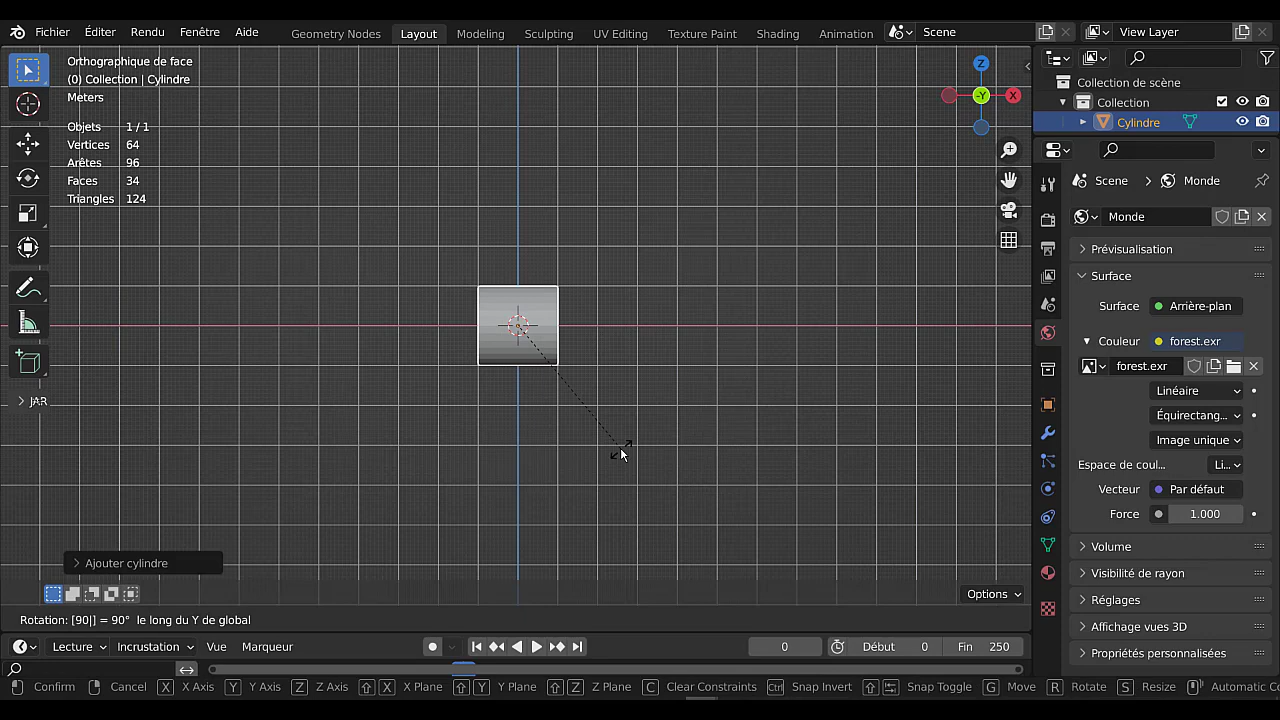 Fichier Éditer Rendu Fenêtre Aide Geometry Nodes Layout Modeling Sculpting UV Editing Texture Paint Shading Animation Scene View Layer
Orthographique de face
(0) Collection | Cylindre
Meters
Objets 1 / 1
Vertices 64
Arêtes 96
Faces 34
Triangles 124
Z
-Y
X
JAR
Collection de scène
Collection
Cylindre
Scene > Monde
Monde
Prévisualisation
Surface
Surface Arrière-plan
Couleur forest.exr
forest.exr
Linéaire
Équirectang...
Image unique
Espace de coul... Li...
Vecteur Par défaut
Force 1.000
Volume
Visibilité de rayon
Réglages
Affichage vues 3D
Propriétés personnalisées
Ajouter cylindre
Options
Rotation: [90|] = 90° le long du Y de global
Lecture Incrustation Vue Marqueur 0 Début 0 Fin 250
Confirm Cancel X X Axis Y Y Axis Z Z Axis X X Plane Y Y Plane Z Z Plane C Clear Constraints Ctrl Snap Invert Snap Toggle G Move R Rotate S Resize Automatic Co